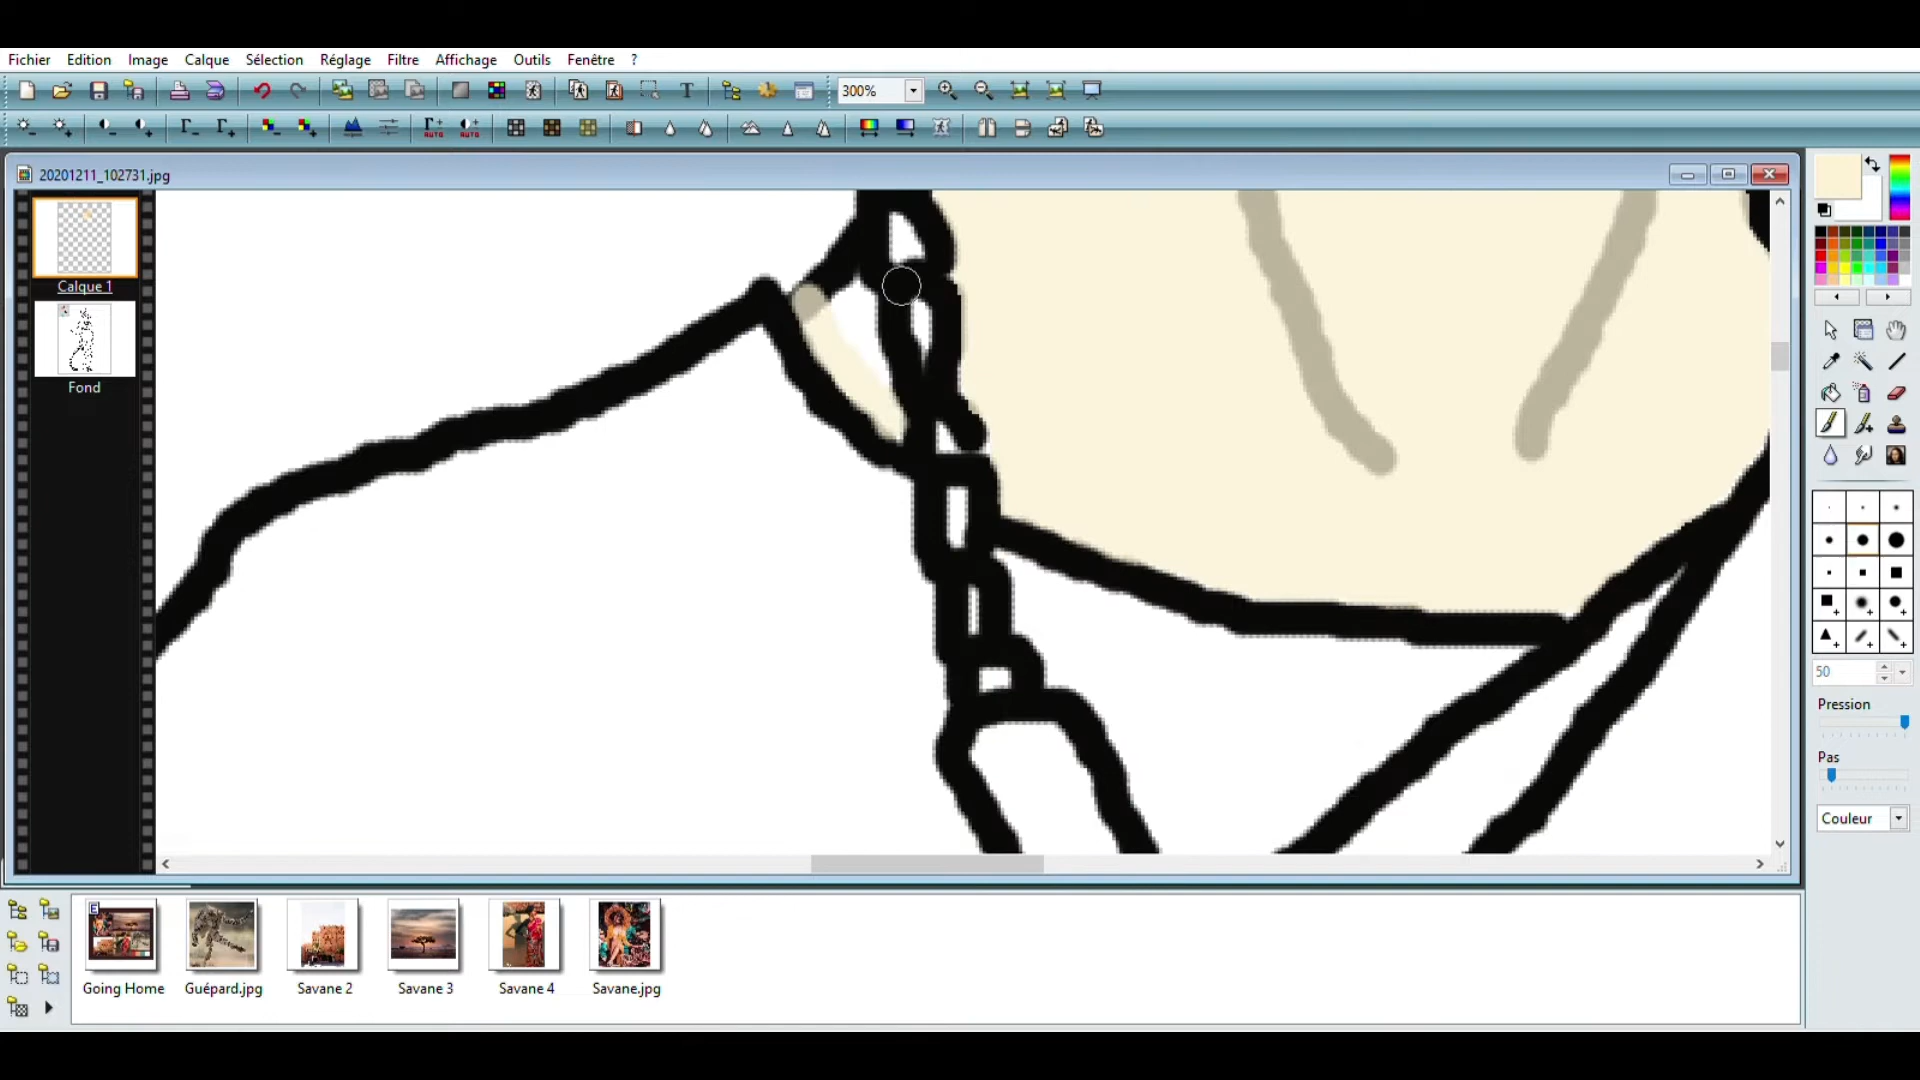 Fichier Edition Image Calque Sélection Réglage Filtre Affichage Outils Fenêtre ?
300%
20201211_102731.jpg
Calque 1
Fond
50
Pression
Pas
Couleur
Going Home Guépard.jpg Savane 2 Savane 3 Savane 4 Savane.jpg